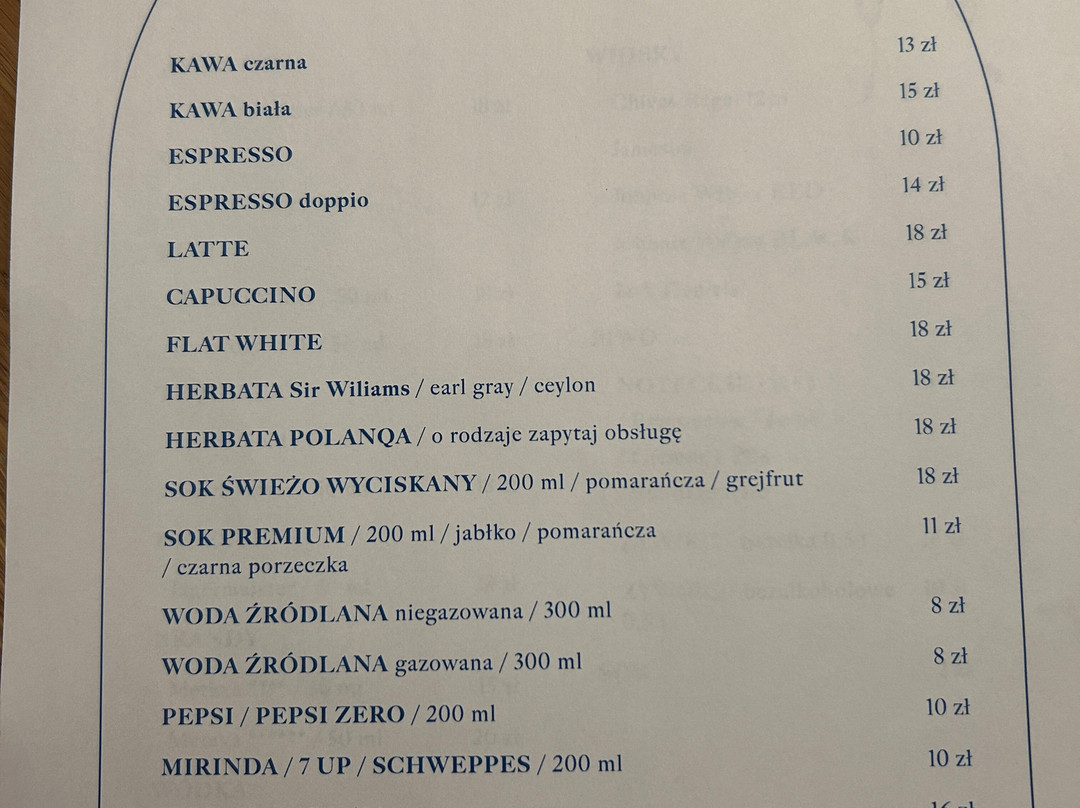 KAWA czarna 13 zł
KAWA biała 15 zł
ESPRESSO 10 zł
ESPRESSO doppio 14 zł
LATTE 18 zł
CAPUCCINO 15 zł
FLAT WHITE 18 zł
HERBATA Sir Wiliams / earl gray / ceylon 18 zł
HERBATA POLANQA / o rodzaje zapytaj obsługę 18 zł
SOK ŚWIEŻO WYCISKANY / 200 ml / pomarańcza / grejfrut 18 zł
SOK PREMIUM / 200 ml / jabłko / pomarańcza 11 zł
/ czarna porzeczka
WODA ŹRÓDLANA niegazowana / 300 ml 8 zł
WODA ŹRÓDLANA gazowana / 300 ml 8 zł
PEPSI / PEPSI ZERO / 200 ml 10 zł
MIRINDA / 7 UP / SCHWEPPES / 200 ml 10 zł